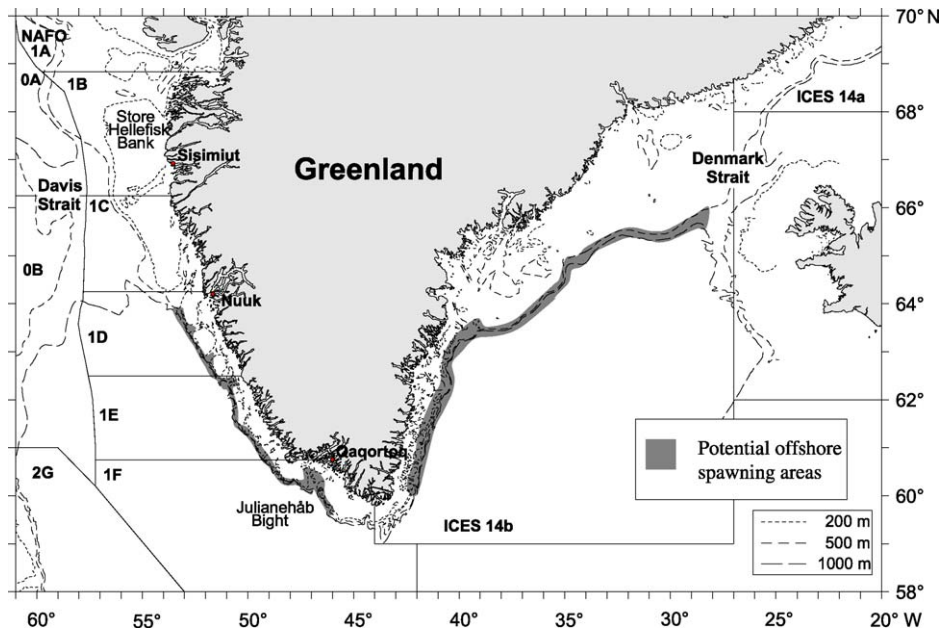 70° N
NAFO
1A
0A
1B
ICES 14a
68°
Store
Hellefisk
Bank
Sisimiut
Greenland
Denmark
Strait
Davis
Strait
1C
66°
0B
Nuuk
64°
1D
62°
1E
Potential offshore
spawning areas
Qaqortoq
2G
1F
60°
Julianehåb
Bight
ICES 14b
200 m
500 m
1000 m
58°
60°
55°
50°
45°
40°
35°
30°
25°
20° W